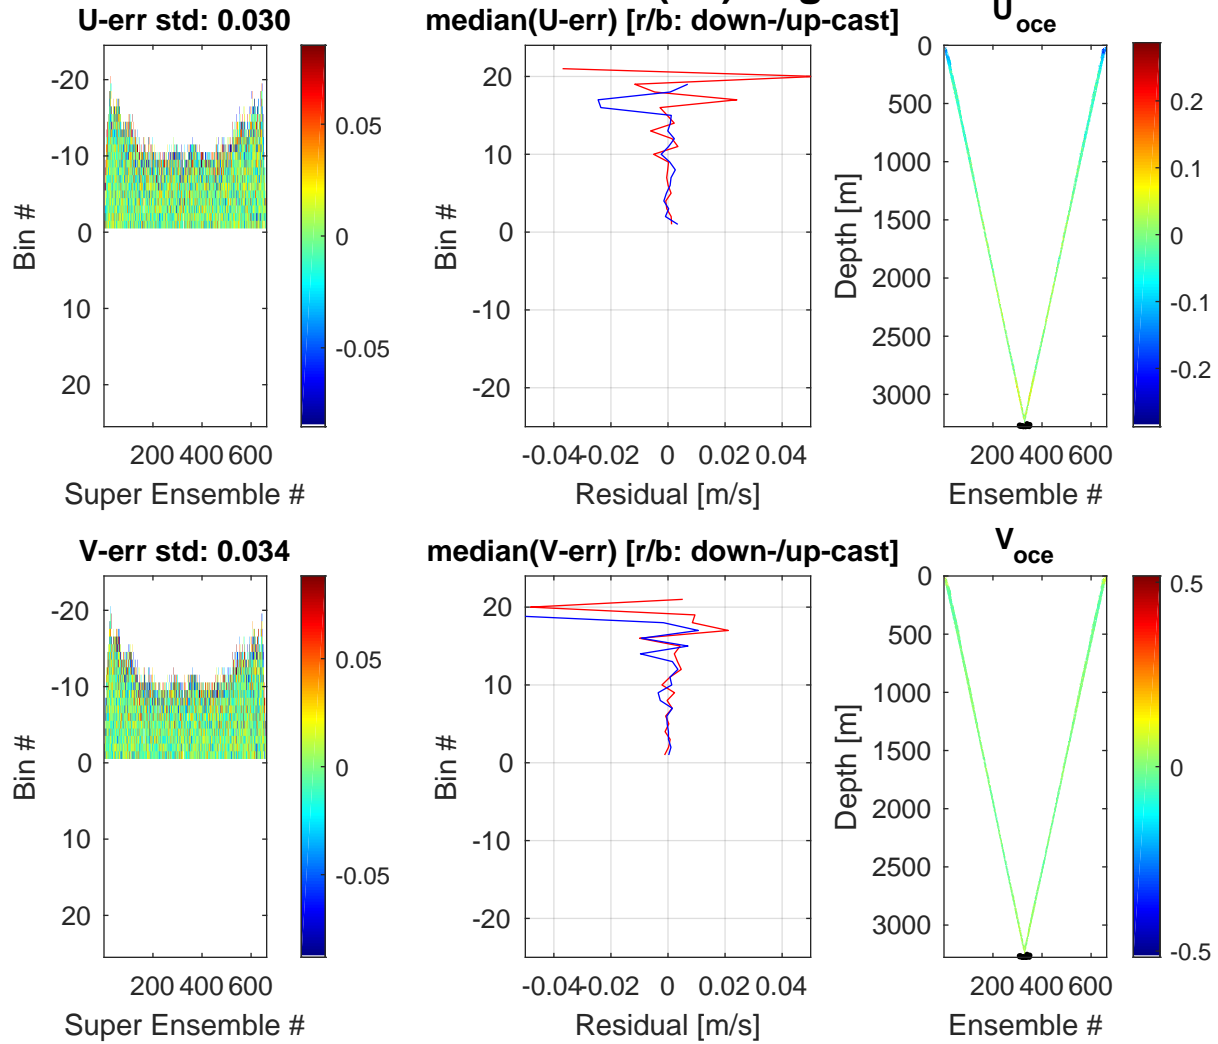 U-err std: 0.030
median(U-err) [r/b: down-/up-cast]
U oce
-20
-10
0
10
20
Bin #
200 400 600
Super Ensemble #
0.05
0
-0.05
20
10
0
-10
-20
Bin #
-0.04 -0.02 0 0.02 0.04
Residual [m/s]
0
500
1000
1500
2000
2500
3000
Depth [m]
200 400 600
Ensemble #
0.2
0.1
0
-0.1
-0.2
V-err std: 0.034
median(V-err) [r/b: down-/up-cast]
V oce
-20
-10
0
10
20
Bin #
200 400 600
Super Ensemble #
0.05
0
-0.05
20
10
0
-10
-20
Bin #
-0.04 -0.02 0 0.02 0.04
Residual [m/s]
0
500
1000
1500
2000
2500
3000
Depth [m]
200 400 600
Ensemble #
0.5
0
-0.5